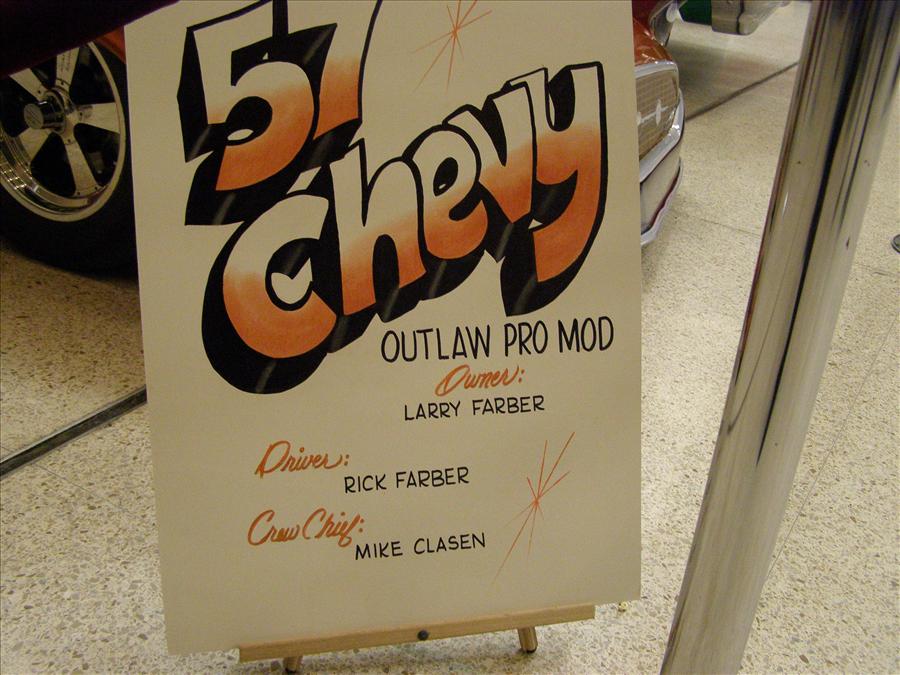 57
Chevy
OUTLAW PRO MOD
Owner:
LARRY FARBER
Driver:
RICK FARBER
Crew Chief:
MIKE CLASEN